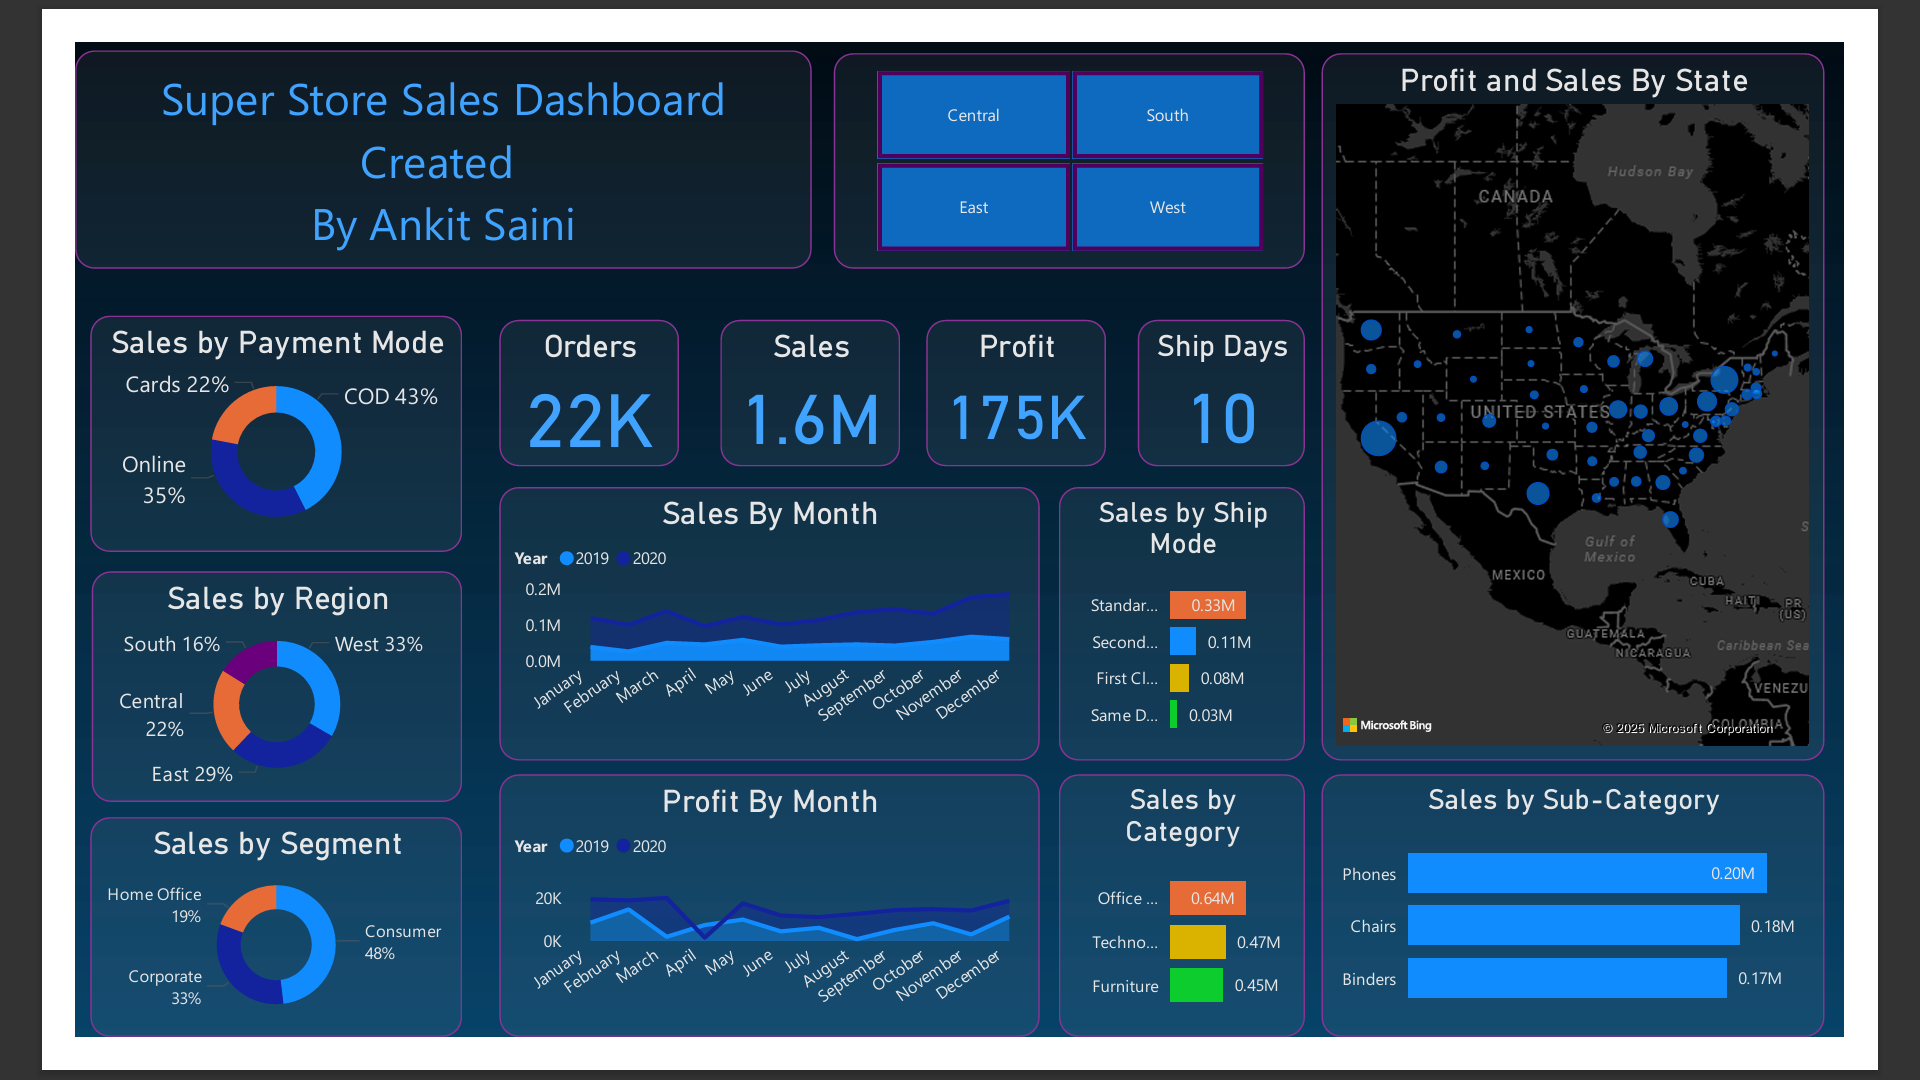 Super Store Sales Dashboard
Created
By Ankit Saini
Central
South
East
West
Profit and Sales By State
Hudson Bay
CANADA
UNITED STATES
Gulf of
Mexico
MEXICO
CUBA
HAITI
PR
(US)
GUATEMALA
NICARAGUA
Caribbean Sea
VENEZU
COLOMBIA
S
Microsoft Bing
© 2025 Microsoft Corporation
Sales by Payment Mode
Cards 22%
COD 43%
Online
35%
Orders
22K
Sales
1.6M
Profit
175K
Ship Days
10
Sales by Region
South 16%
West 33%
Central
22%
East 29%
Sales By Month
Year 2019 2020
0.2M
0.1M
0.0M
January
February
March
April
May
June
July
August
September
October
November
December
Sales by Ship
Mode
Standar... 0.33M
Second... 0.11M
First Cl... 0.08M
Same D... 0.03M
Sales by Segment
Home Office
19%
Consumer
48%
Corporate
33%
Profit By Month
Year 2019 2020
20K
0K
January
February
March
April
May
June
July
August
September
October
November
December
Sales by
Category
Office ... 0.64M
Techno... 0.47M
Furniture 0.45M
Sales by Sub-Category
Phones 0.20M
Chairs 0.18M
Binders 0.17M